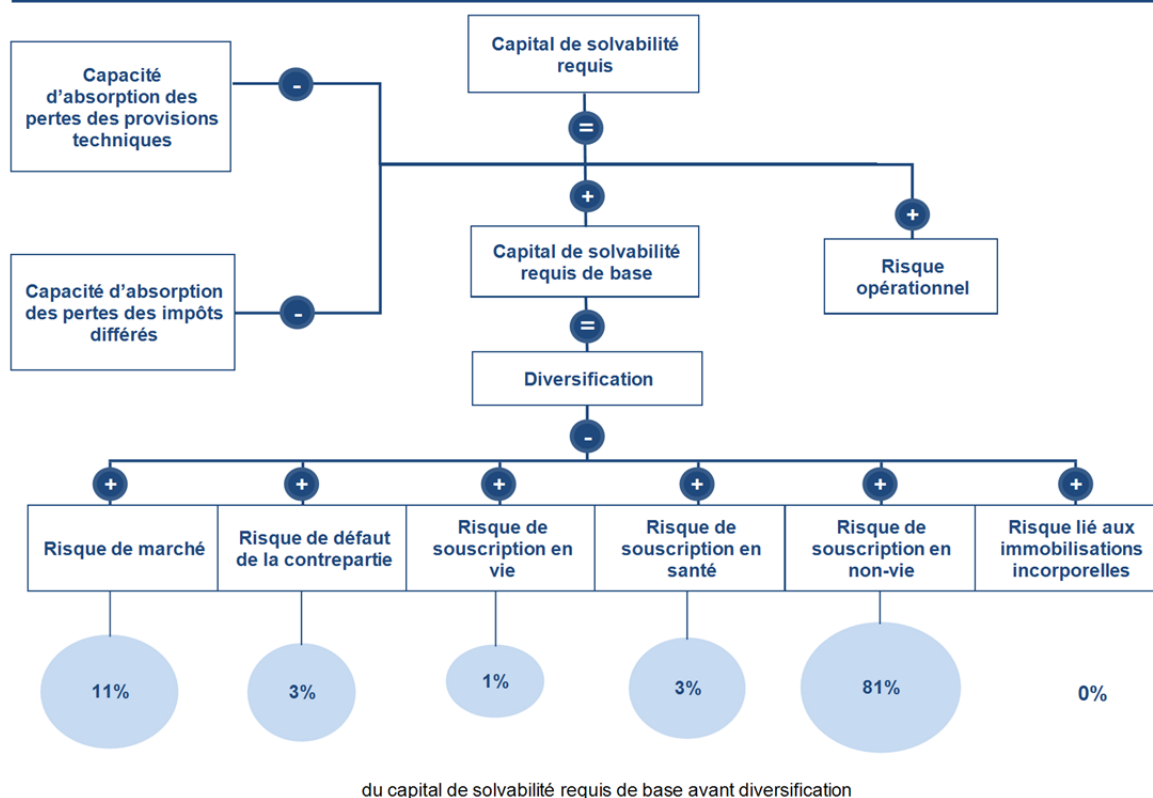 Capital de solvabilité
requis
Capacité
d'absorption des
pertes des provisions
techniques
-
=
+
+
Capital de solvabilité
requis de base
Risque
opérationnel
Capacité d'absorption
des pertes des impôts
différés
-
=
Diversification
-
+
+
+
+
+
+
Risque de marché
Risque de défaut
de la contrepartie
Risque de
souscription en
vie
Risque de
souscription en
santé
Risque de
souscription en
non-vie
Risque lié aux
immobilisations
incorporelles
11%
3%
1%
3%
81%
0%
du capital de solvabilité requis de base avant diversification